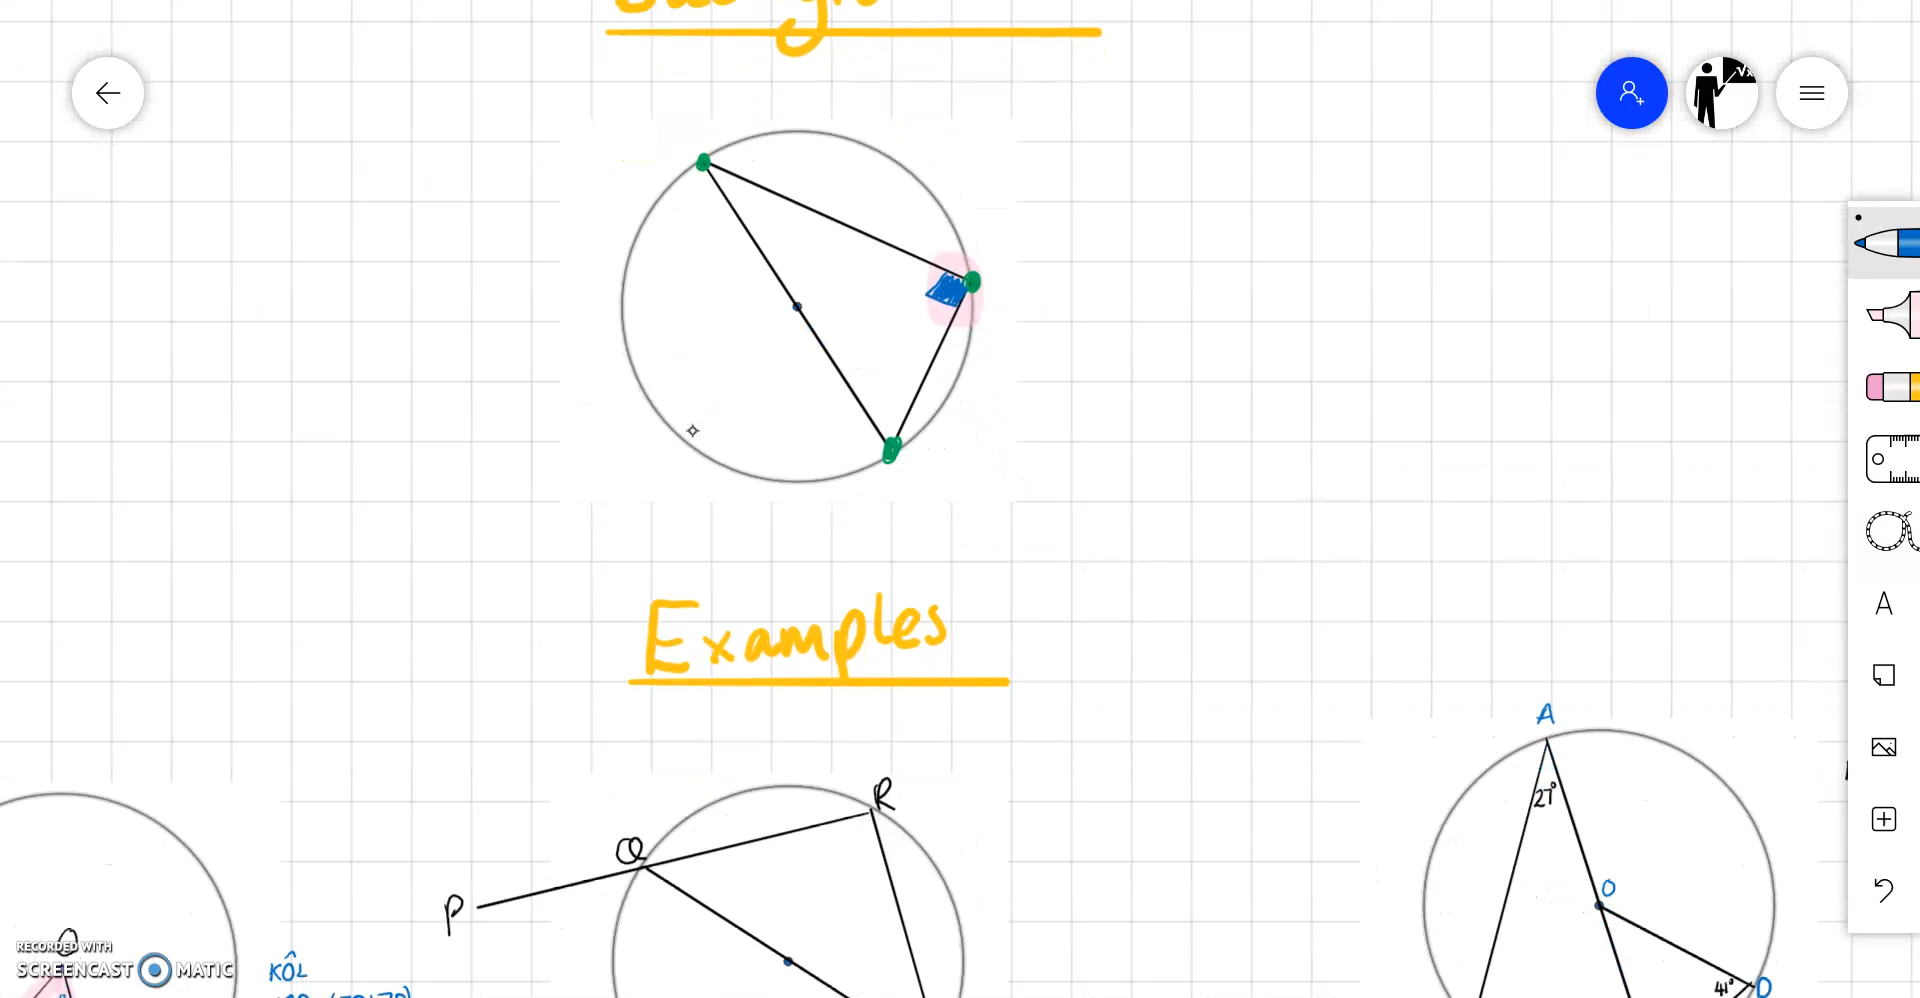 √x
A
Examples
A
27°
R
Q
O
P
O
RECORDED WITH
SCREENCAST MATIC
KÔL
41°
D